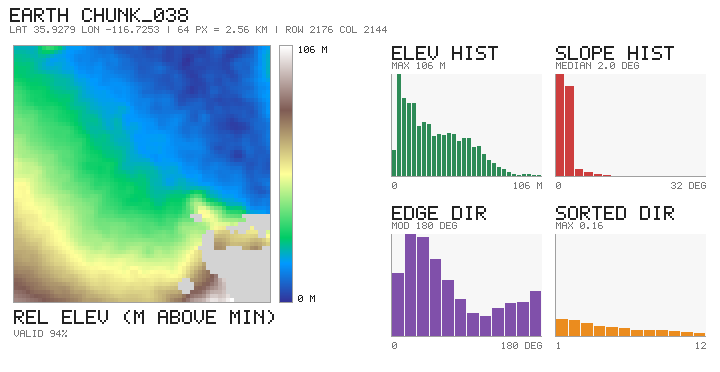 EARTH CHUNK_038
LAT 35.9279 LON -116.7253 | 64 PX = 2.56 KM | ROW 2176 COL 2144
106 M
0 M
REL ELEV (M ABOVE MIN)
VALID 94%
ELEV HIST
MAX 106 M
0 106 M
SLOPE HIST
MEDIAN 2.0 DEG
0 32 DEG
EDGE DIR
MOD 180 DEG
0 180 DEG
SORTED DIR
MAX 0.16
1 12